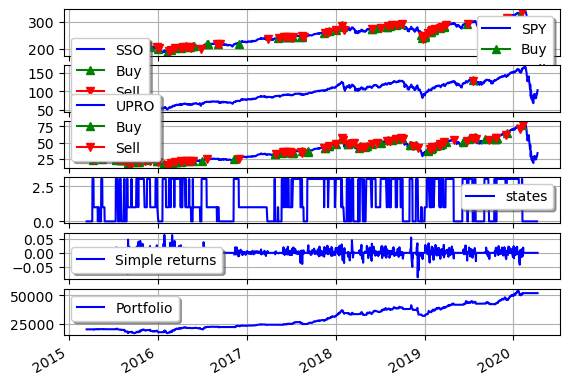 300
200
SPY
Buy
SSO
Buy
Sell
150
100
50
UPRO
Buy
Sell
75
50
25
2.5
0.0
states
0.05
0.00
−0.05
Simple returns
50000
25000
Portfolio
2015
2016
2017
2018
2019
2020